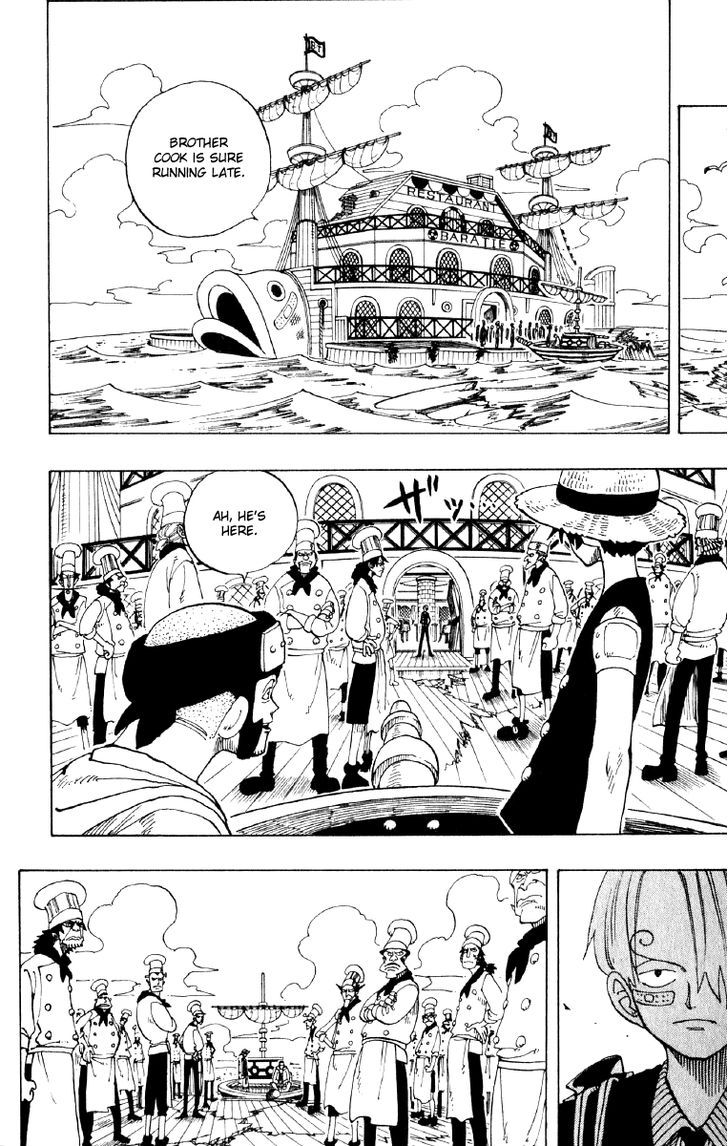 BROTHER
COOK IS SURE
RUNNING LATE.
RESTAURANT
BARATIE
AH, HE'S
HERE.
ザッ